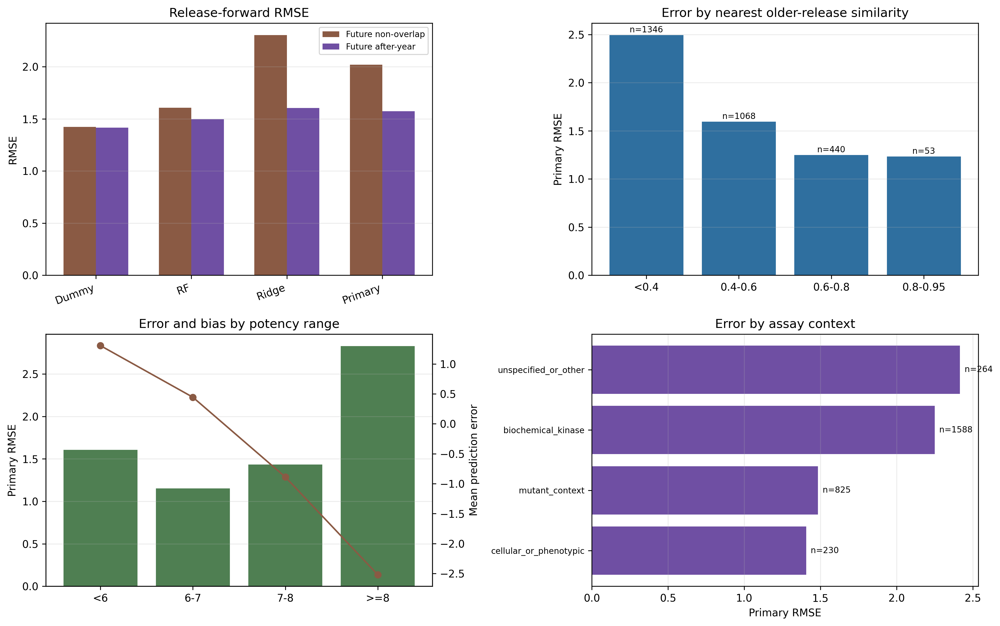 Release-forward RMSE
Future non-overlap
Future after-year
RMSE
2.0
1.5
1.0
0.5
0.0
Dummy
RF
Ridge
Primary
Error by nearest older-release similarity
n=1346
n=1068
n=440
n=53
Primary RMSE
2.5
2.0
1.5
1.0
0.5
0.0
<0.4
0.4-0.6
0.6-0.8
0.8-0.95
Error and bias by potency range
Primary RMSE
2.5
2.0
1.5
1.0
0.5
0.0
<6
6-7
7-8
>=8
1.0
0.5
0.0
−0.5
−1.0
−1.5
−2.0
−2.5
Mean prediction error
Error by assay context
unspecified_or_other
n=264
biochemical_kinase
n=1588
mutant_context
n=825
cellular_or_phenotypic
n=230
0.0
0.5
1.0
1.5
2.0
2.5
Primary RMSE